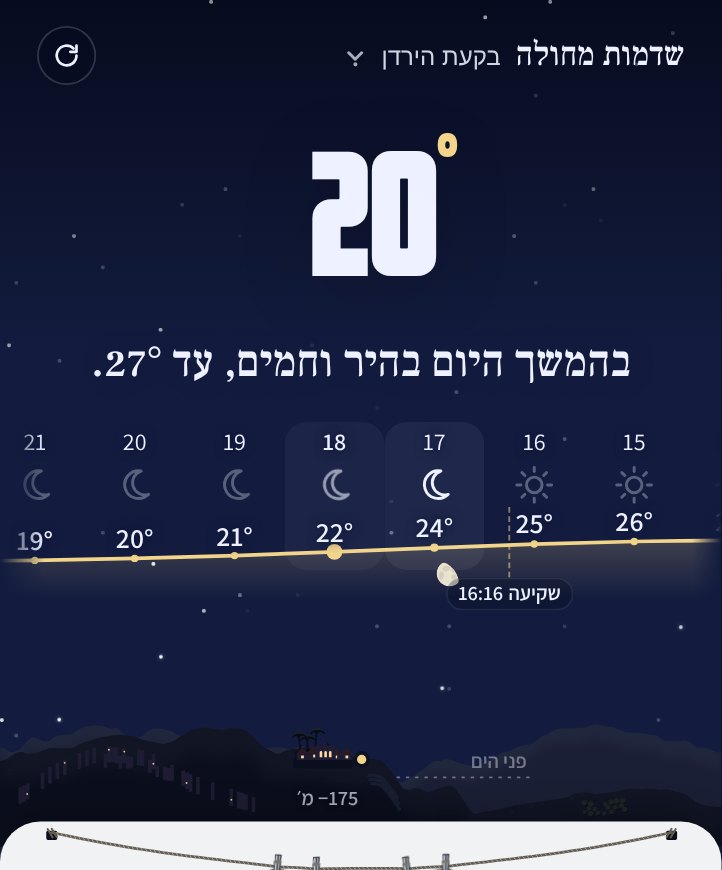 שדמות מחולה בקעת הירדן
20°
בהמשך היום בהיר וחמים, עד 27°.
15 16 17 18 19 20 21
26° 25° 24° 22° 21° 20° 19°
שקיעה 16:16
פני הים
−175 מ׳